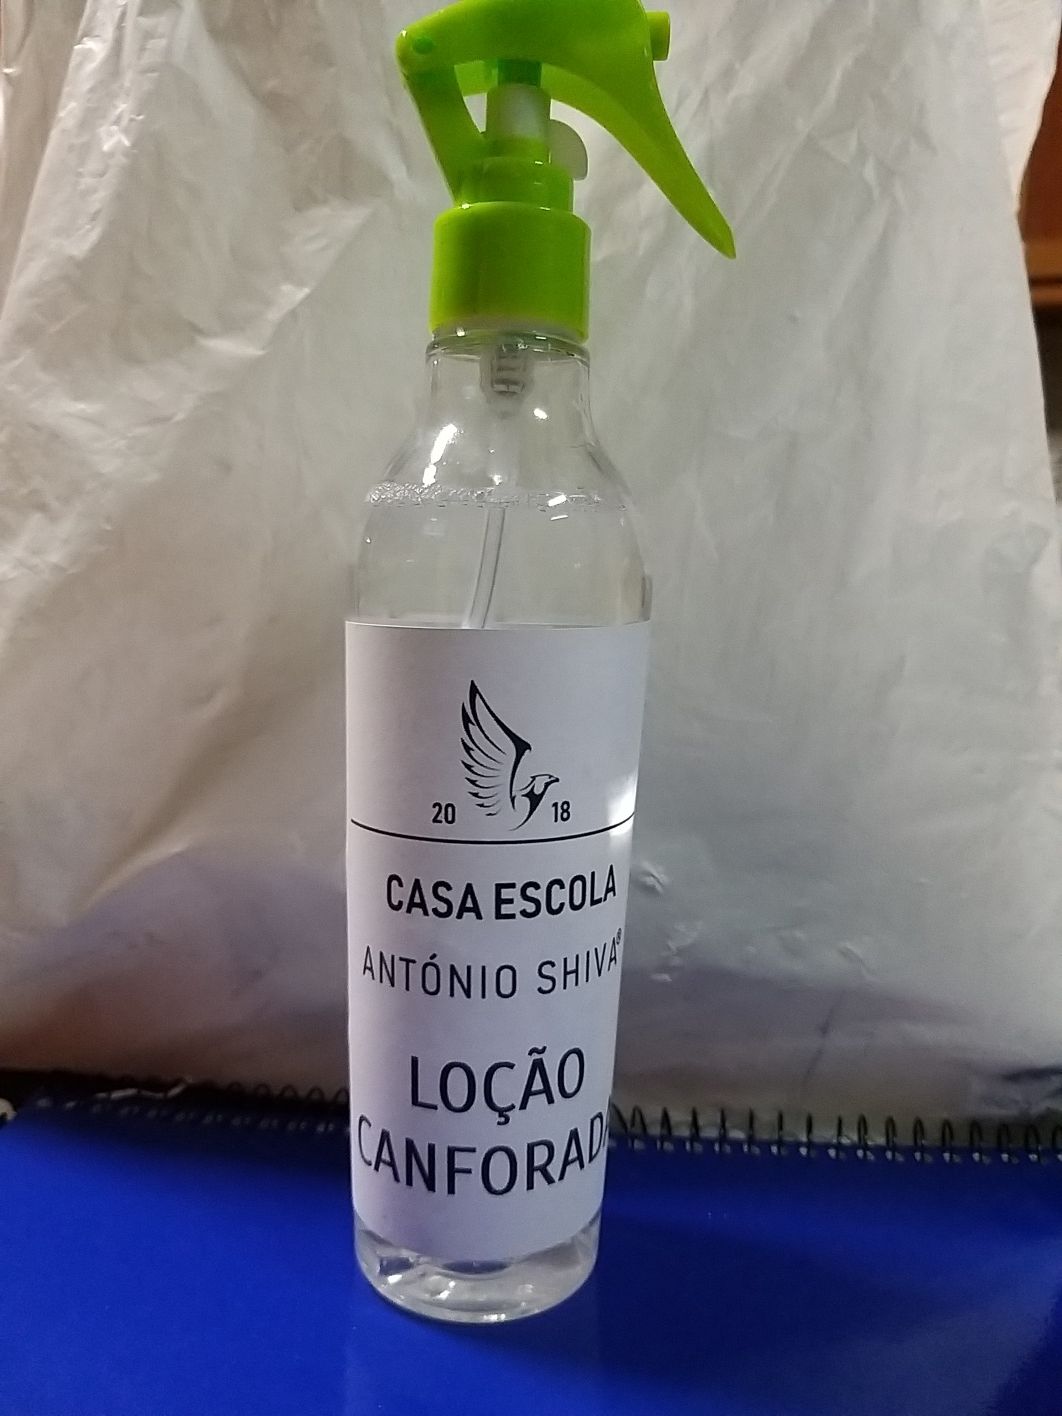 20 18
CASA ESCOLA
ANTÓNIO SHIVA®
LOÇÃO
CANFORADA